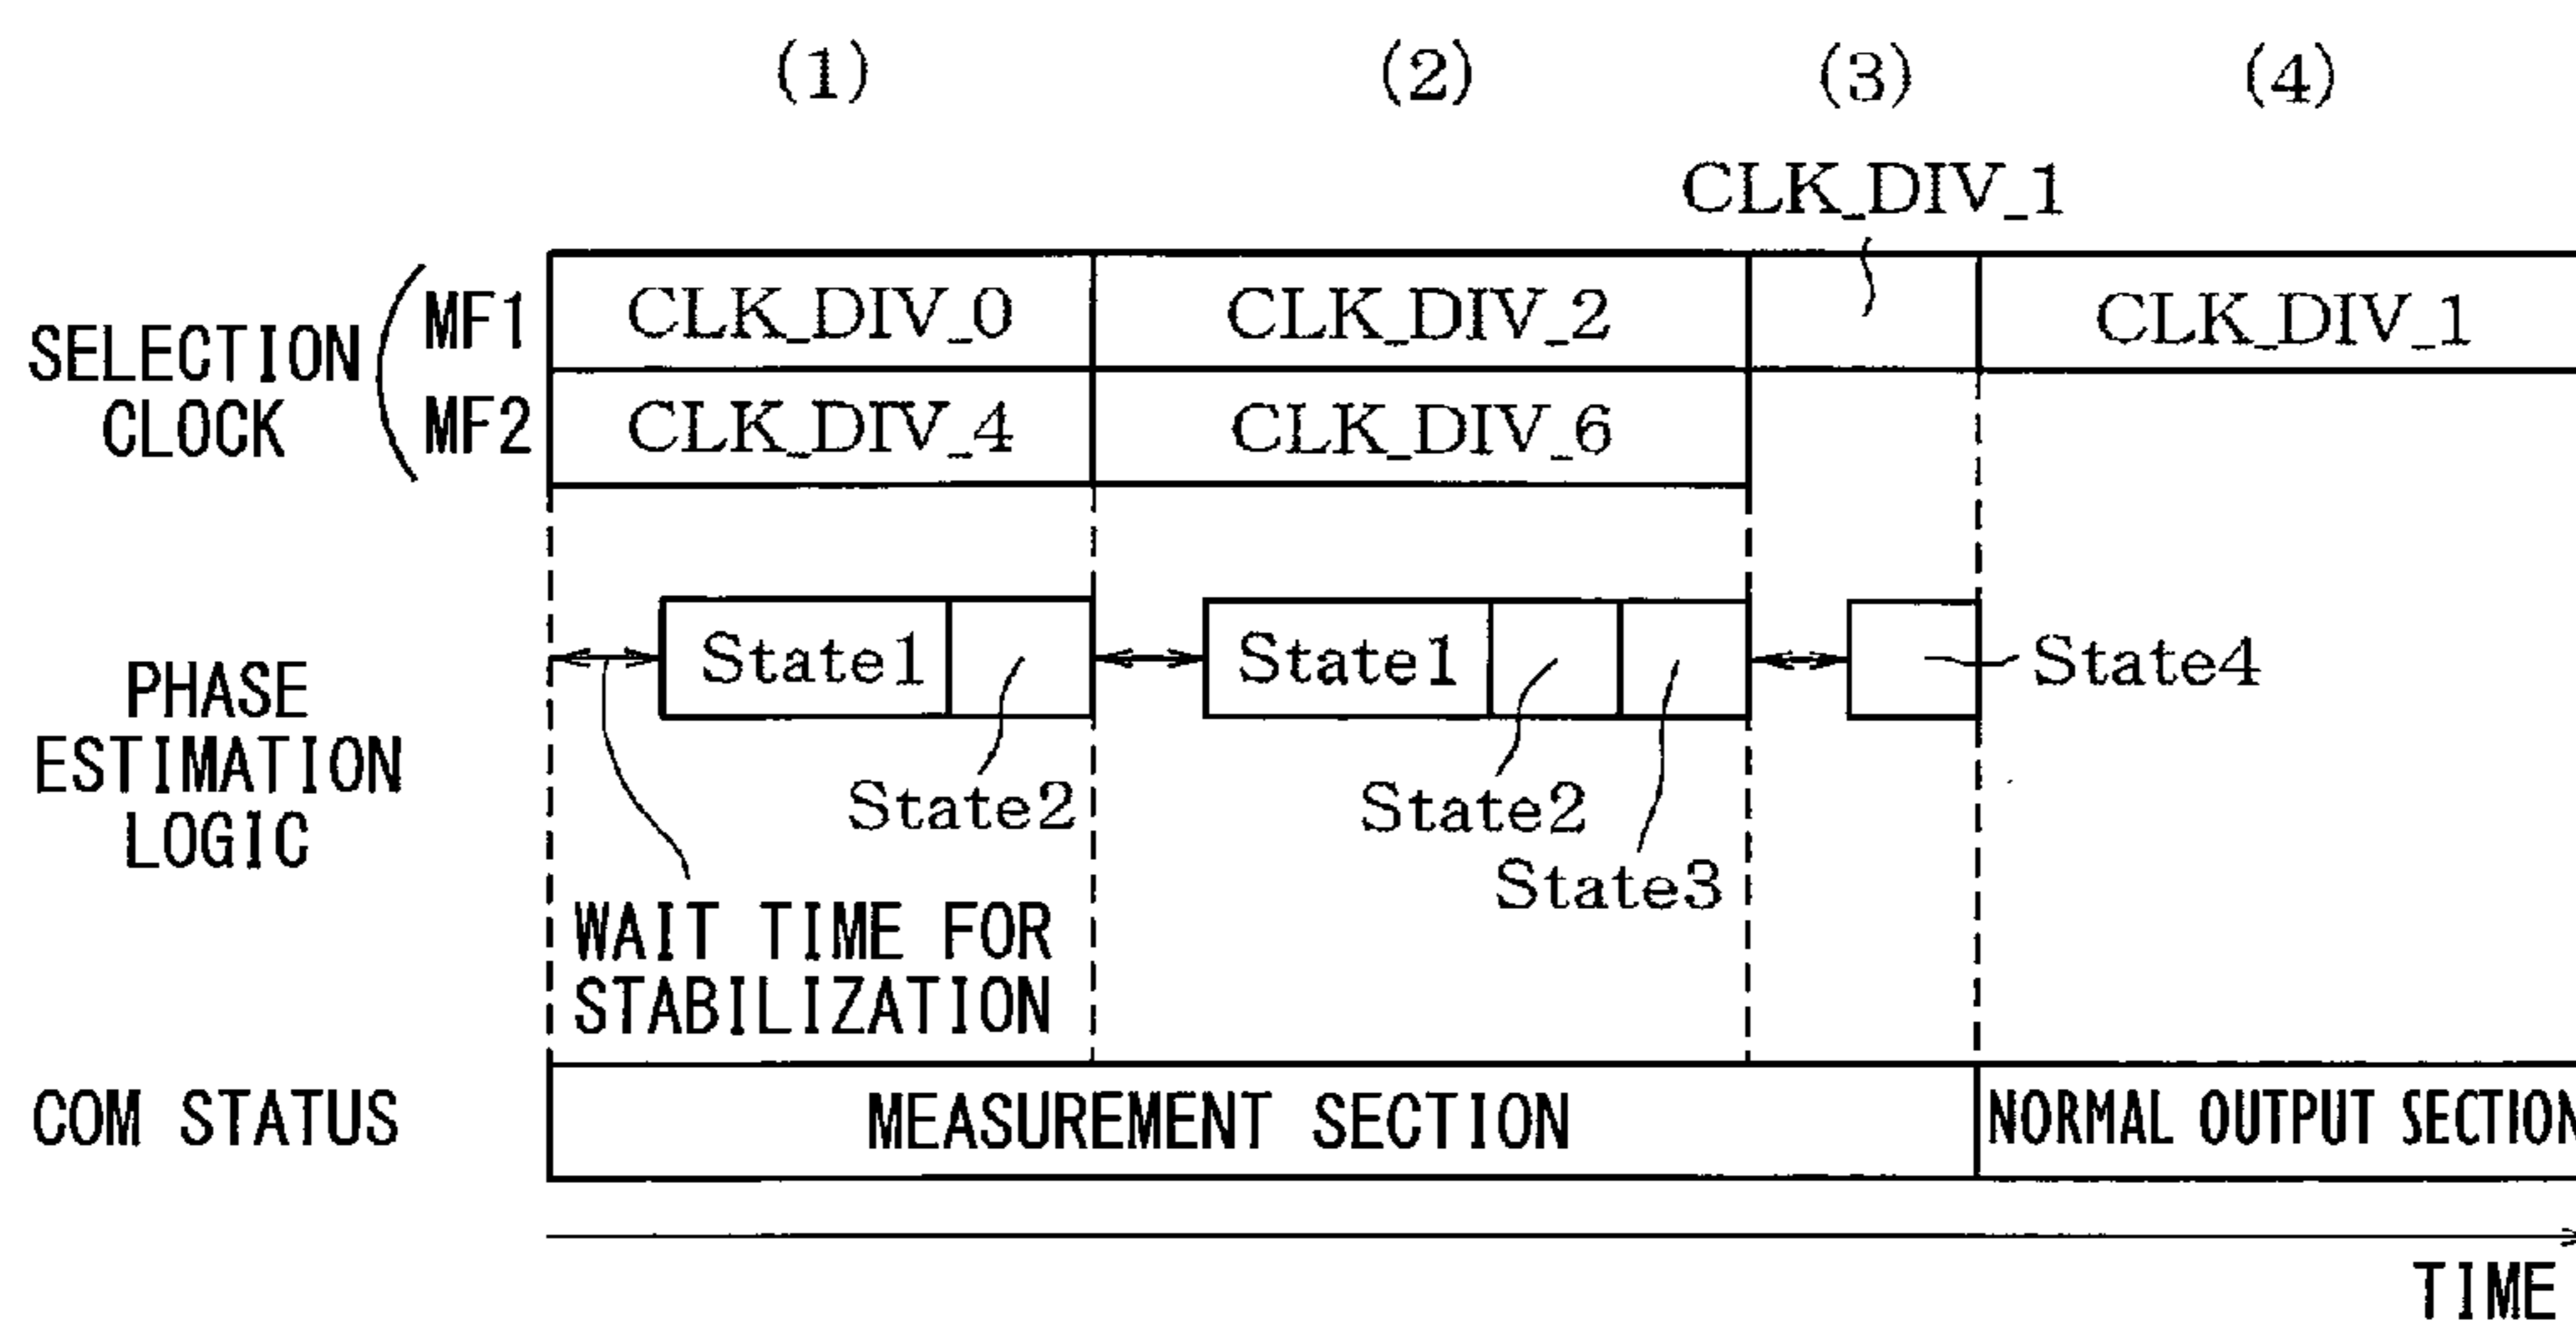 (1) (2) (3) (4)
CLK_DIV_1
SELECTION
CLOCK
MF1 CLK_DIV_0 CLK_DIV_2 CLK_DIV_1
MF2 CLK_DIV_4 CLK_DIV_6
PHASE
ESTIMATION
LOGIC
State1 State1 State4
State2 State2
State3
WAIT TIME FOR
STABILIZATION
COM STATUS MEASUREMENT SECTION NORMAL OUTPUT SECTION
TIME